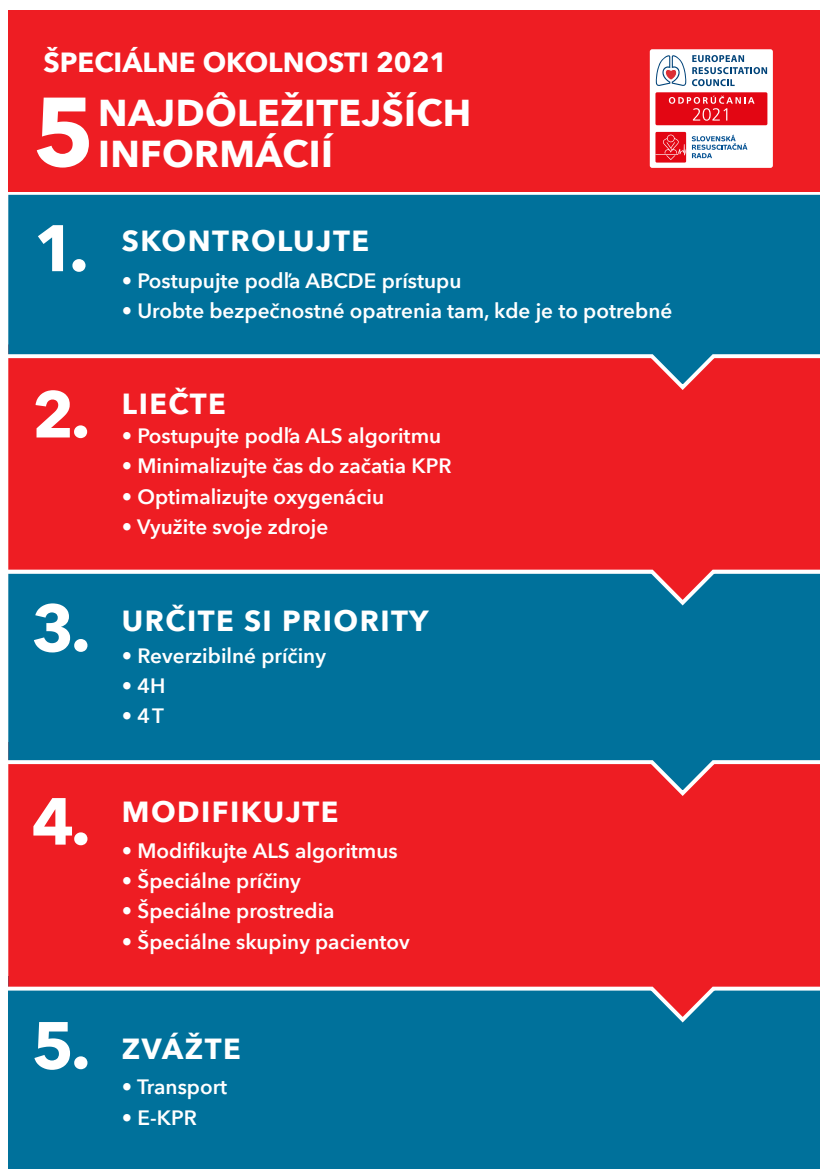 ŠPECIÁLNE OKOLNOSTI 2021
5 NAJDÔLEŽITEJŠÍCH
INFORMÁCIÍ
EUROPEAN
RESUSCITATION
COUNCIL
ODPORÚČANIA
2021
SLOVENSKÁ
RESUSCITAČNÁ
RADA
1. SKONTROLUJTE
• Postupujte podľa ABCDE prístupu
• Urobte bezpečnostné opatrenia tam, kde je to potrebné
2. LIEČTE
• Postupujte podľa ALS algoritmu
• Minimalizujte čas do začatia KPR
• Optimalizujte oxygenáciu
• Využite svoje zdroje
3. URČITE SI PRIORITY
• Reverzibilné príčiny
• 4H
• 4T
4. MODIFIKUJTE
• Modifikujte ALS algoritmus
• Špeciálne príčiny
• Špeciálne prostredia
• Špeciálne skupiny pacientov
5. ZVÁŽTE
• Transport
• E-KPR